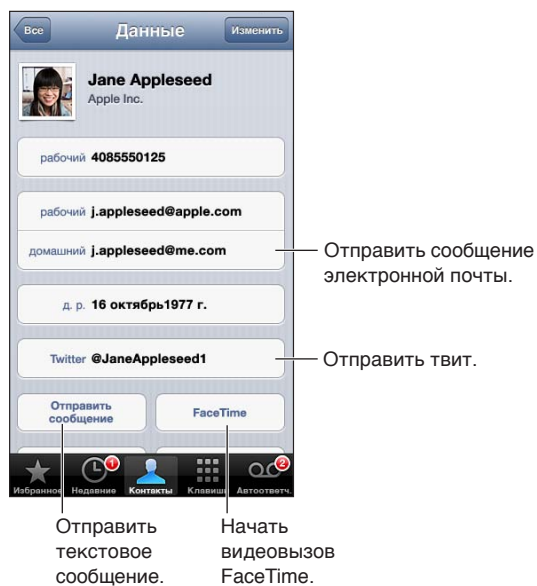 Все
Данные
Изменить
Jane Appleseed
Apple Inc.
рабочий 4085550125
рабочий j.appleseed@apple.com
домашний j.appleseed@me.com
Отправить сообщение
электронной почты.
д. р. 16 октябрь1977 г.
Twitter @JaneAppleseed1
Отправить твит.
Отправить
сообщение
FaceTime
1
2
Избранное Недавние Контакты Клавиши Автоответч.
Отправить
текстовое
сообщение.
Начать
видеовызов
FaceTime.